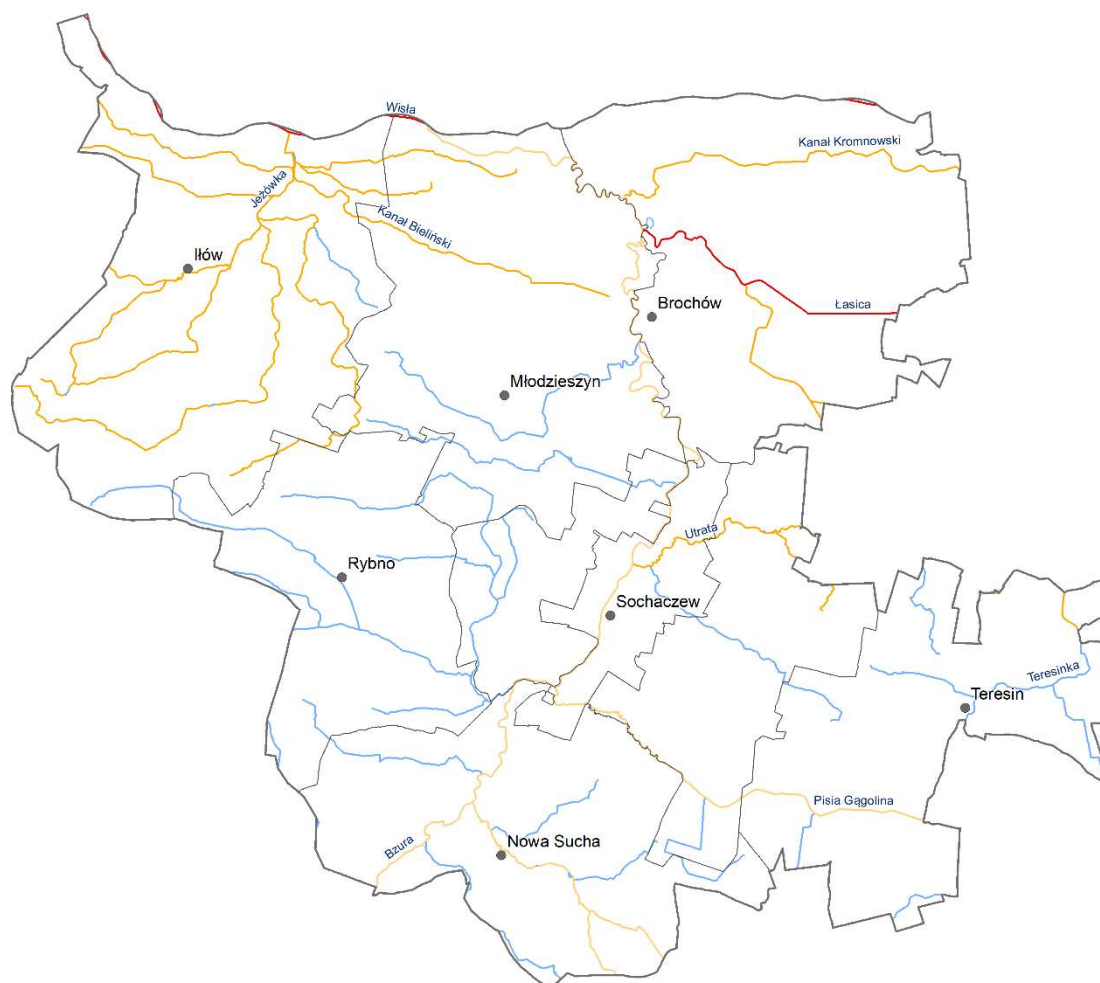 Wisła
Kanał Kromnowski
Jeżówka
Kanał Bieliński
Iłów
Łasica
Brochów
Młodzieszyn
Utrata
Rybno
Sochaczew
Teresinka
Teresin
Pisia Gągolina
Bzura
Nowa Sucha